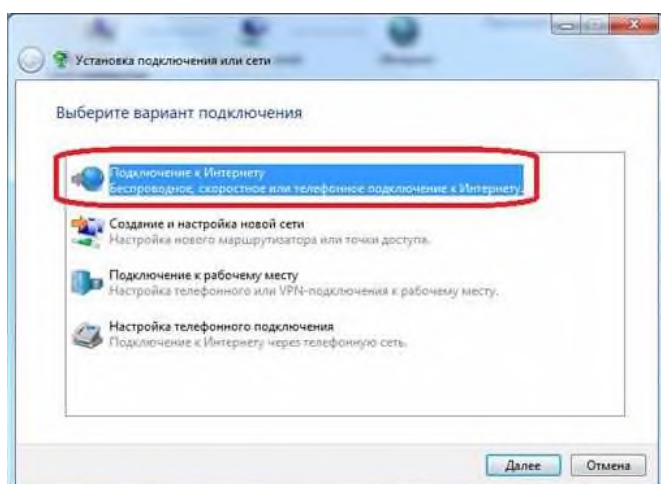 Установка подключения или сети
Выберите вариант подключения
Подключение к Интернету
Беспроводное, скоростное или телефонное подключение к Интернету.
Создание и настройка новой сети
Настройка нового маршрутизатора или точки доступа.
Подключение к рабочему месту
Настройка телефонного или VPN-подключения к рабочему месту.
Настройка телефонного подключения
Подключение к Интернету через телефонную сеть.
Далее
Отмена